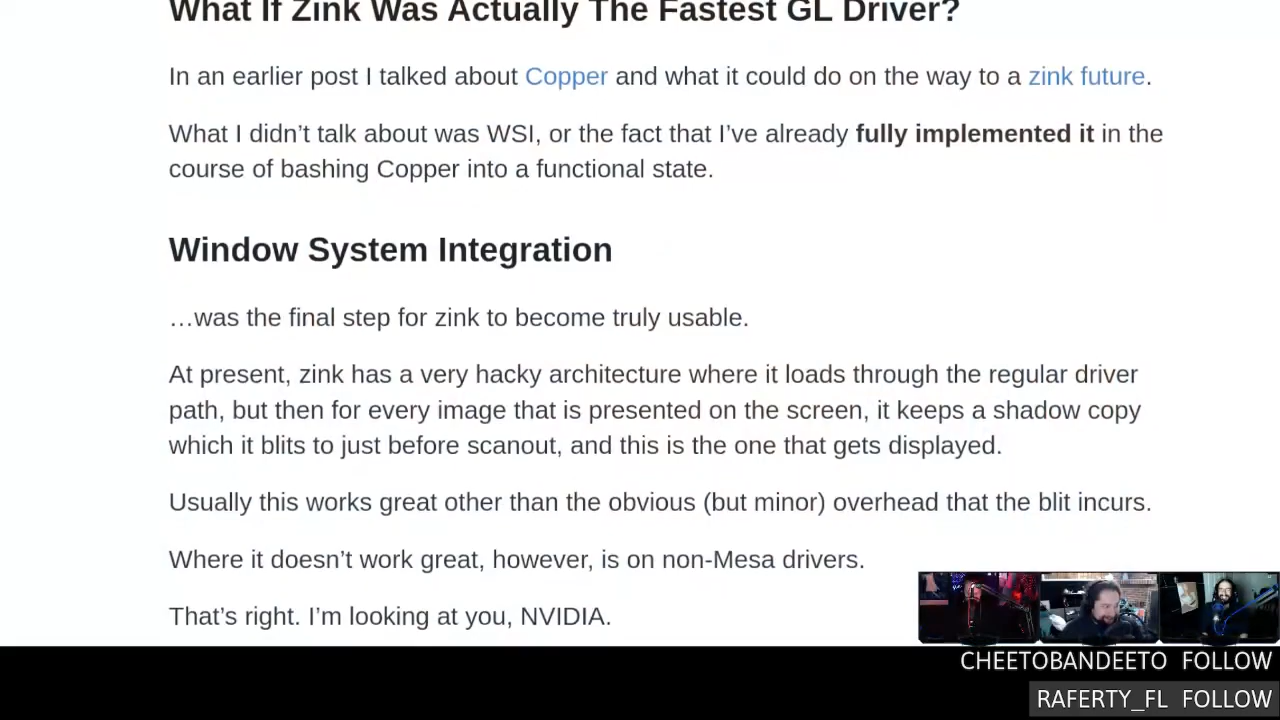 What If Zink Was Actually The Fastest GL Driver?
In an earlier post I talked about Copper and what it could do on the way to a zink future.
What I didn’t talk about was WSI, or the fact that I’ve already fully implemented it in the
course of bashing Copper into a functional state.
Window System Integration
…was the final step for zink to become truly usable.
At present, zink has a very hacky architecture where it loads through the regular driver
path, but then for every image that is presented on the screen, it keeps a shadow copy
which it blits to just before scanout, and this is the one that gets displayed.
Usually this works great other than the obvious (but minor) overhead that the blit incurs.
Where it doesn’t work great, however, is on non-Mesa drivers.
That’s right. I’m looking at you, NVIDIA.
CHEETOBANDEETO FOLLOW
RAFERTY_FL FOLLOW